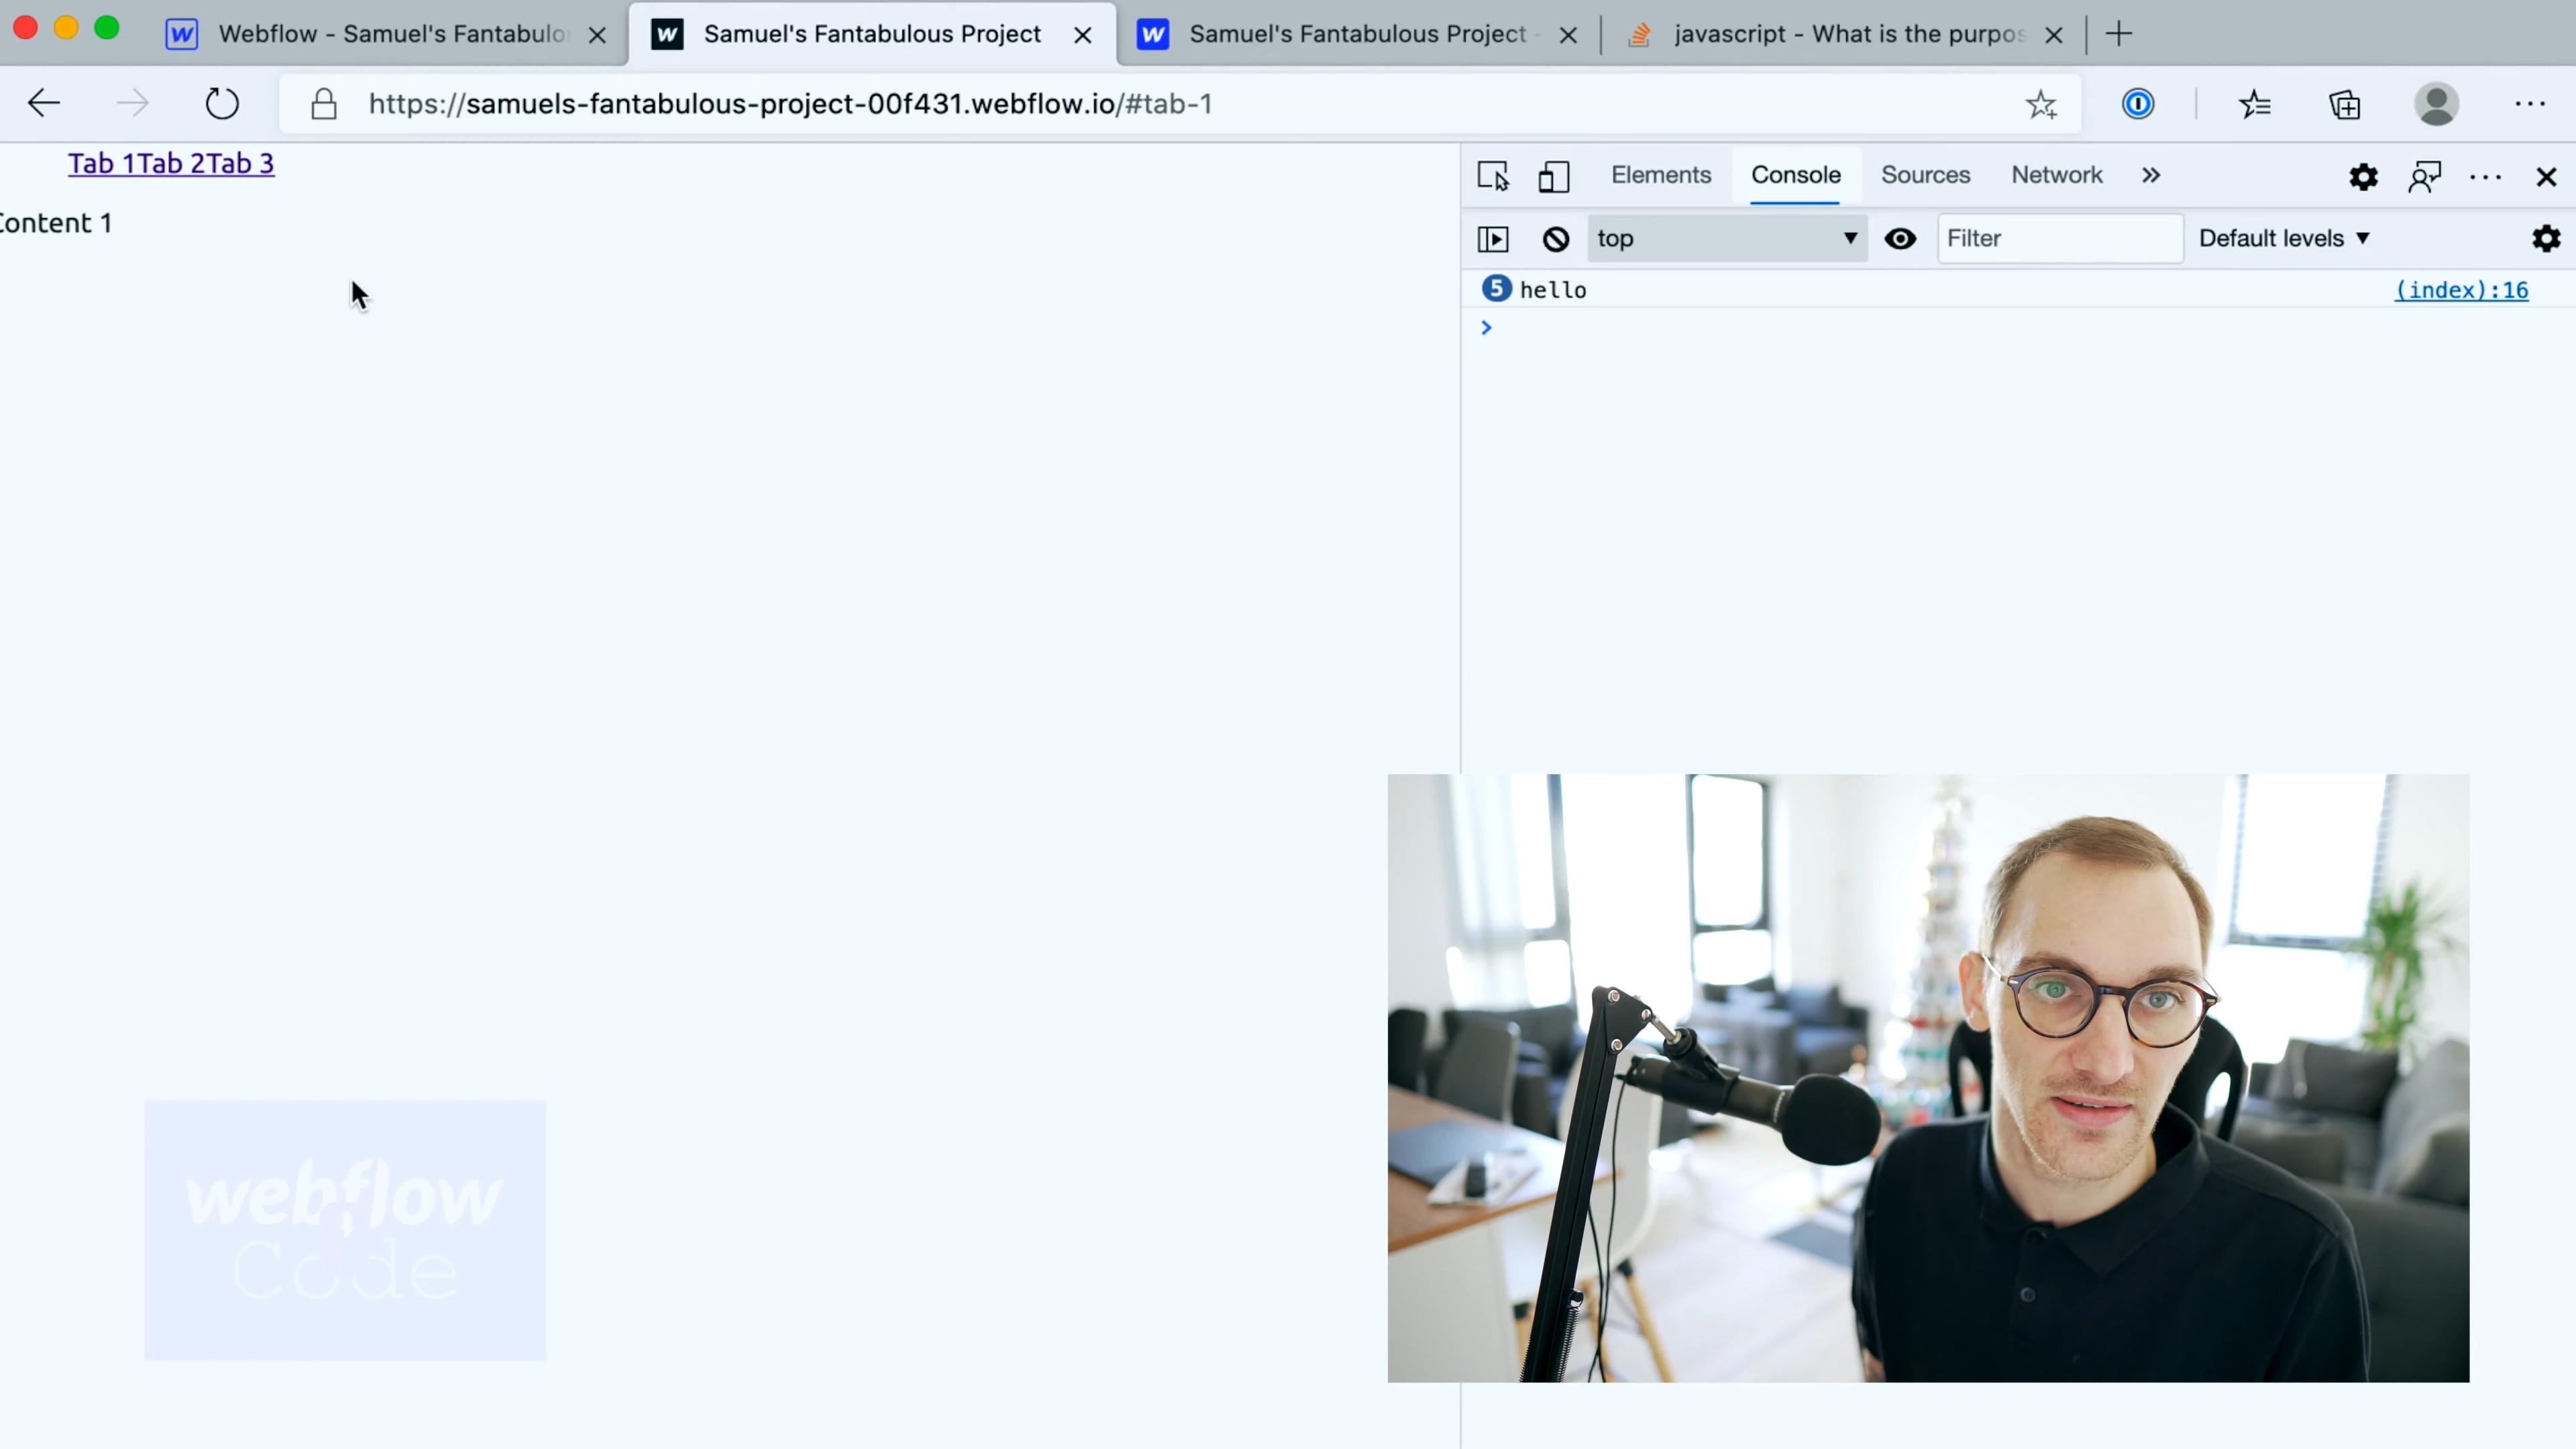 Webflow - Samuel's Fantabulo
Samuel's Fantabulous Project
Samuel's Fantabulous Project -
javascript - What is the purpos
https://samuels-fantabulous-project-00f431.webflow.io/#tab-1
Tab 1Tab 2Tab 3
Content 1
Elements
Console
Sources
Network
top
Filter
Default levels
5 hello
(index):16
webflow
Code